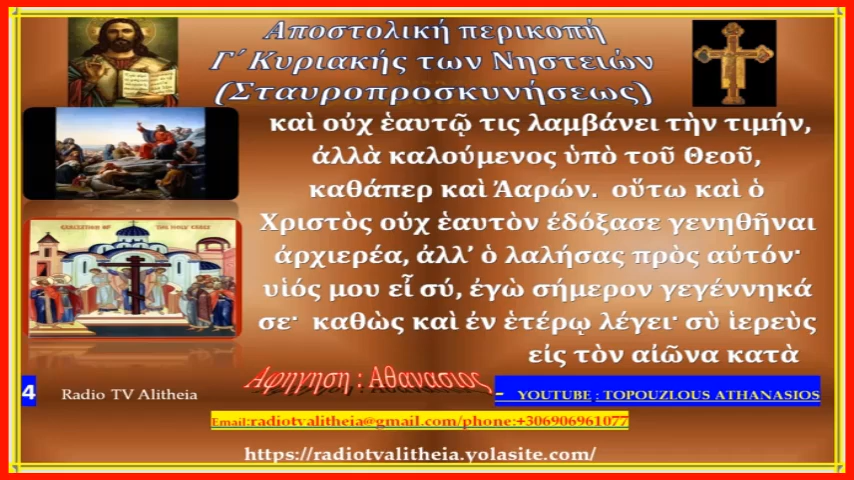 Αποστολική περικοπή
Γ΄ Κυριακής των Νηστειών
(Σταυροπροσκυνήσεως)
καὶ οὐχ ἑαυτῷ τις λαμβάνει τὴν τιμήν,
ἀλλὰ καλούμενος ὑπὸ τοῦ Θεοῦ,
καθάπερ καὶ Ἀαρών. οὕτω καὶ ὁ
Χριστὸς οὐχ ἑαυτὸν ἐδόξασε γενηθῆναι
ἀρχιερέα, ἀλλ’ ὁ λαλήσας πρὸς αὐτόν·
υἱός μου εἶ σύ, ἐγὼ σήμερον γεγέννηκά
σε· καθὼς καὶ ἐν ἑτέρῳ λέγει· σὺ ἱερεὺς
εἰς τὸν αἰῶνα κατὰ
Αφηγηση : Αθανασιος
4 Radio TV Alitheia
- YOUTUBE : TOPOUZLOUS ATHANASIOS
Email:radiotvalitheia@gmail.com/phone:+306906961077
https://radiotvalitheia.yolasite.com/